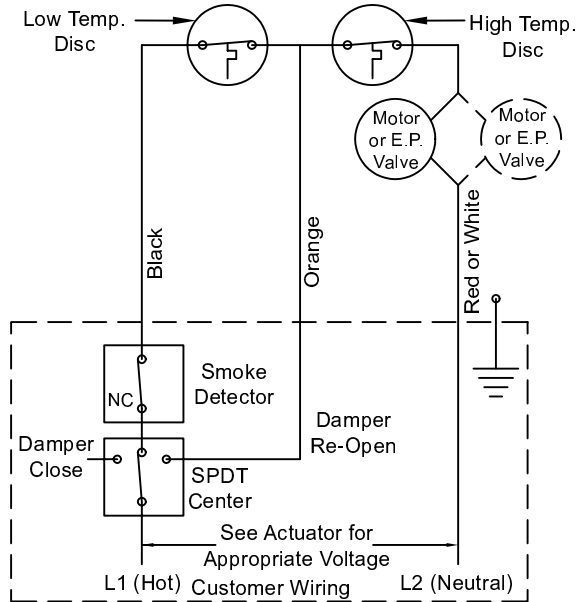 Low Temp.
Disc
High Temp.
Disc
Motor
or E.P.
Valve
Motor
or E.P.
Valve
Black
Orange
Red or White
Smoke
Detector
NC
Damper
Re-Open
Damper
Close
SPDT
Center
See Actuator for
Appropriate Voltage
L1 (Hot)
Customer Wiring
L2 (Neutral)